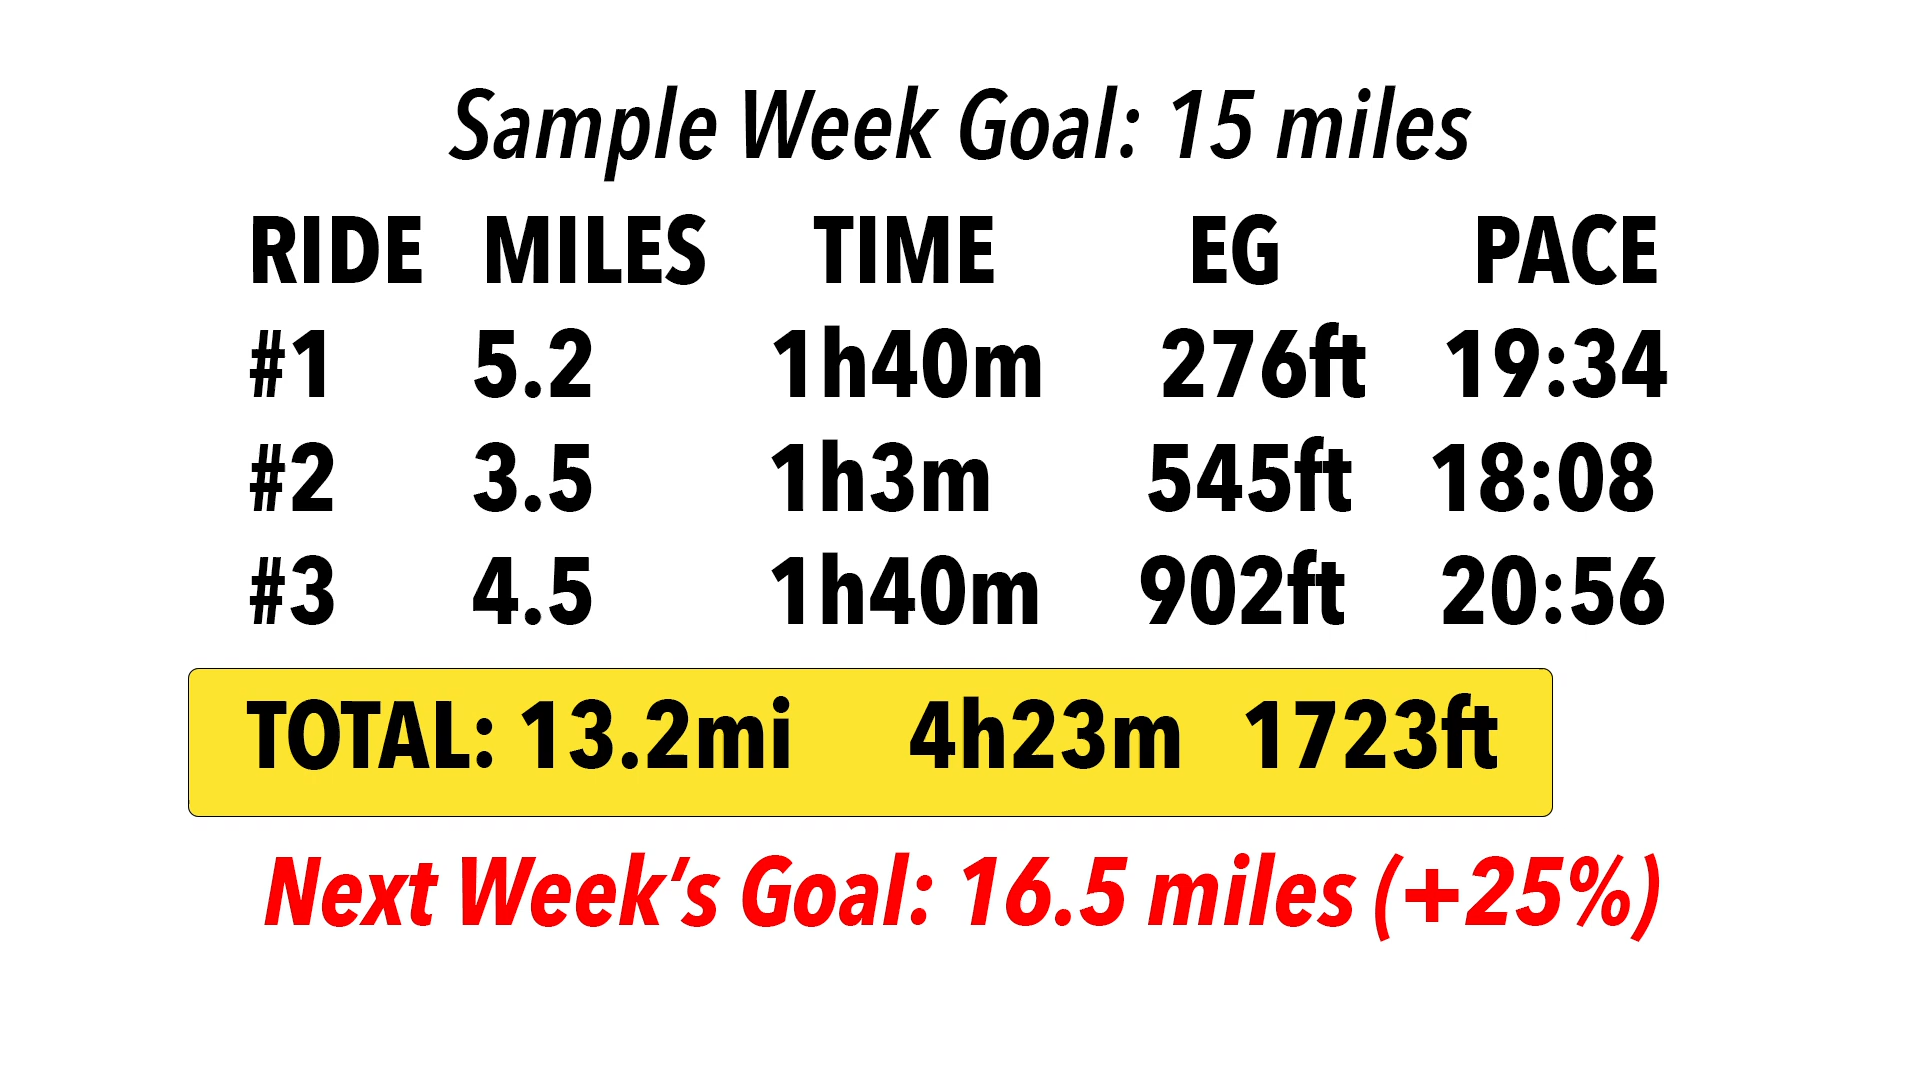 Sample Week Goal: 15 miles
RIDE MILES TIME EG PACE
#1 5.2 1h40m 276ft 19:34
#2 3.5 1h3m 545ft 18:08
#3 4.5 1h40m 902ft 20:56
TOTAL: 13.2mi 4h23m 1723ft
Next Week’s Goal: 16.5 miles (+25%)